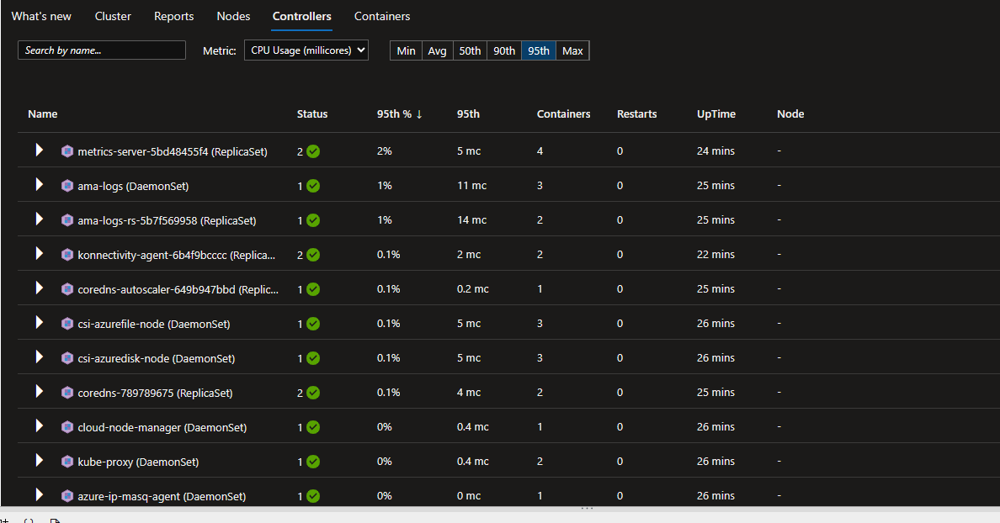 What's new Cluster Reports Nodes Controllers Containers
Search by name... Metric: CPU Usage (millicores) Min Avg 50th 90th 95th Max
Name Status 95th % ↓ 95th Containers Restarts UpTime Node
metrics-server-5bd48455f4 (ReplicaSet) 2 2% 5 mc 4 0 24 mins -
ama-logs (DaemonSet) 1 1% 11 mc 3 0 25 mins -
ama-logs-rs-5b7f569958 (ReplicaSet) 1 1% 14 mc 2 0 25 mins -
konnectivity-agent-6b4f9bcccc (Replica... 2 0.1% 2 mc 2 0 22 mins -
coredns-autoscaler-649b947bbd (Replic... 1 0.1% 0.2 mc 1 0 25 mins -
csi-azurefile-node (DaemonSet) 1 0.1% 5 mc 3 0 26 mins -
csi-azuredisk-node (DaemonSet) 1 0.1% 5 mc 3 0 26 mins -
coredns-789789675 (ReplicaSet) 2 0.1% 4 mc 2 0 25 mins -
cloud-node-manager (DaemonSet) 1 0% 0.4 mc 1 0 26 mins -
kube-proxy (DaemonSet) 1 0% 0.4 mc 2 0 26 mins -
azure-ip-masq-agent (DaemonSet) 1 0% 0 mc 1 0 26 mins -